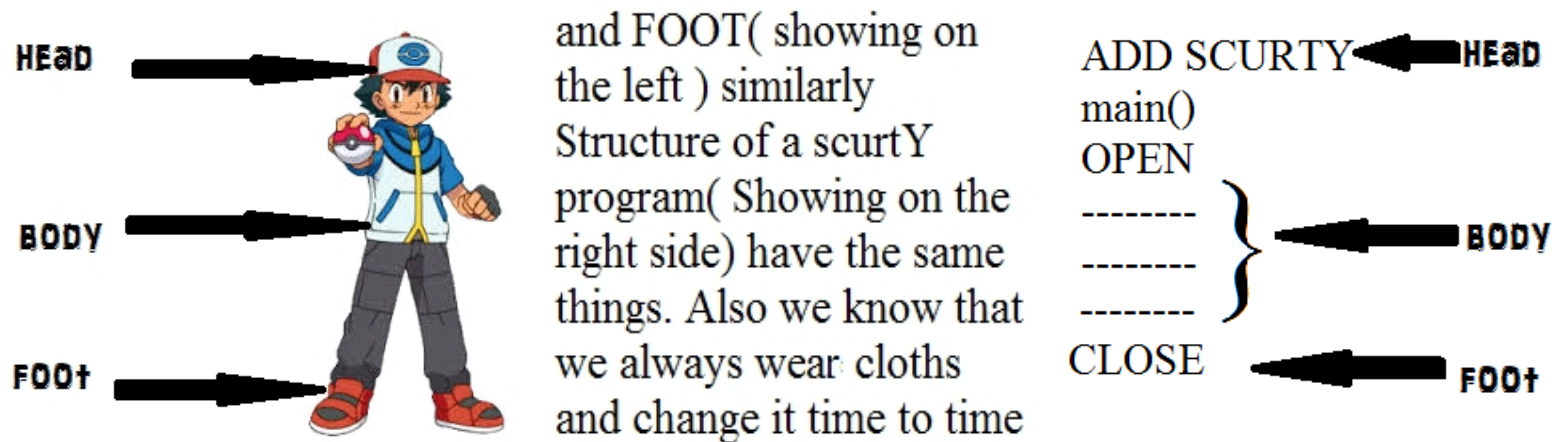 HEaD
BODY
FOOt
and FOOT( showing on
the left ) similarly
Structure of a scurtY
program( Showing on the
right side) have the same
things. Also we know that
we always wear cloths
and change it time to time
ADD SCURTY
HEaD
main()
OPEN
--------
--------
--------
BODY
CLOSE
FOOt